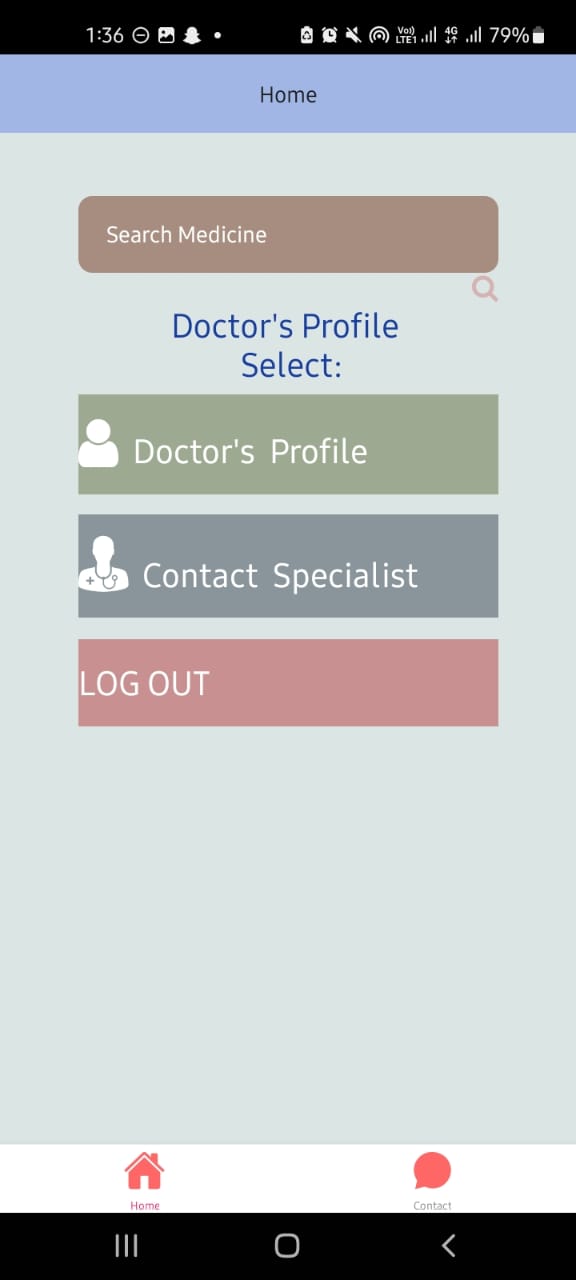 1:36 Vo) LTE1 4G 79%
Home
Search Medicine
Doctor's Profile
Select:
Doctor's Profile
Contact Specialist
LOG OUT
Home Contact